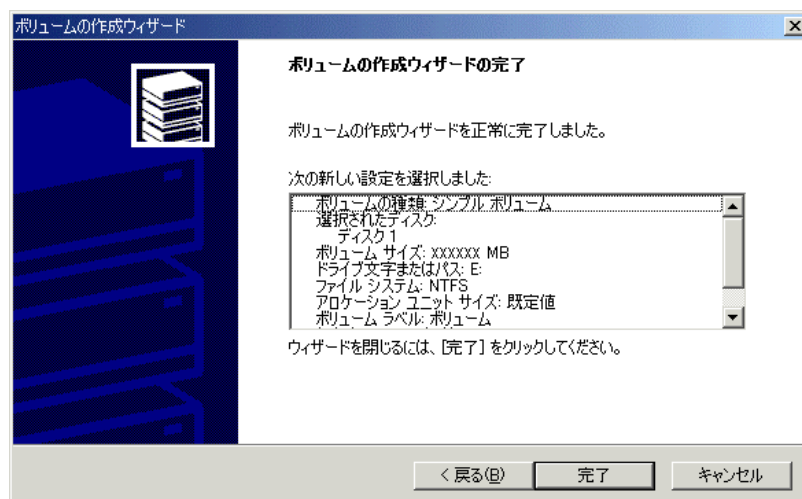 ボリュームの作成ウィザード
ボリュームの作成ウィザードの完了
ボリュームの作成ウィザードを正常に完了しました。
次の新しい設定を選択しました:
ボリュームの種類: シンプル ボリューム
選択されたディスク:
ディスク 1
ボリューム サイズ: xxxxxx MB
ドライブ文字またはパス: E:
ファイル システム: NTFS
アロケーション ユニット サイズ: 既定値
ボリューム ラベル: ボリューム
ウィザードを閉じるには、[完了] をクリックしてください。
< 戻る(B)
完了
キャンセル